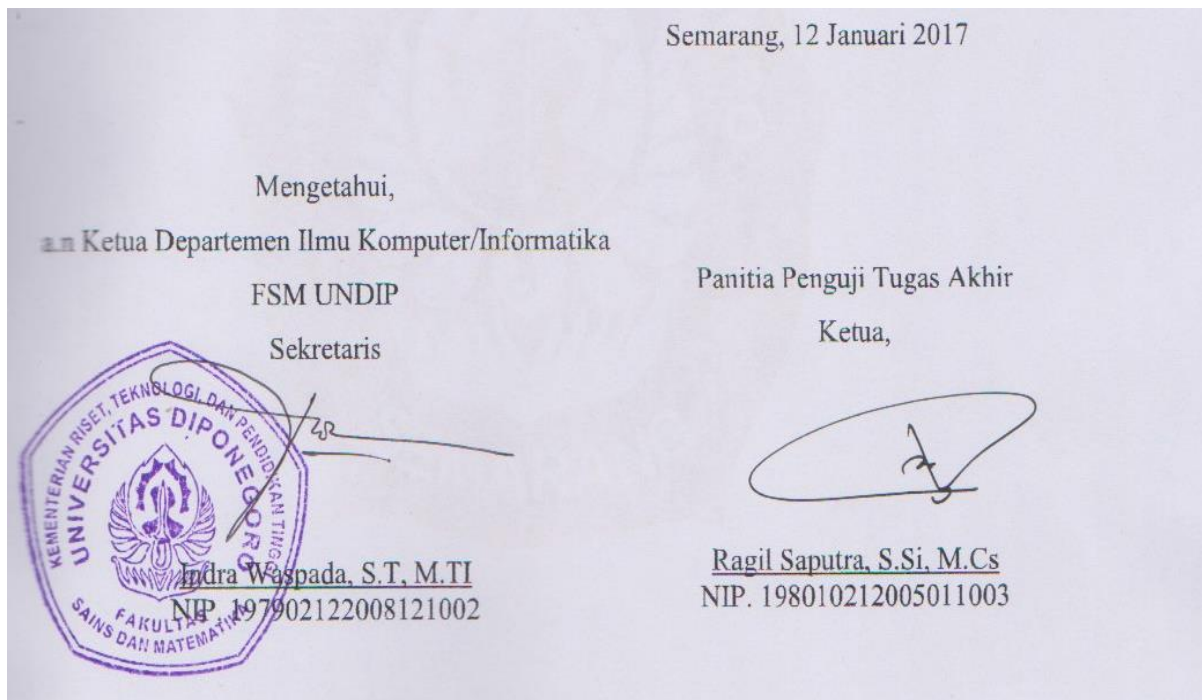 Semarang, 12 Januari 2017
Mengetahui,
a.n Ketua Departemen Ilmu Komputer/Informatika
FSM UNDIP
Sekretaris
KEMENTERIAN RISET, TEKNOLOGI, DAN PENDIDIKAN TINGGI
UNIVERSITAS DIPONEGORO
FAKULTAS
SAINS DAN MATEMATIKA
Indra Waspada, S.T, M.TI
NIP. 197902122008121002
Panitia Penguji Tugas Akhir
Ketua,
Ragil Saputra, S.Si, M.Cs
NIP. 198010212005011003